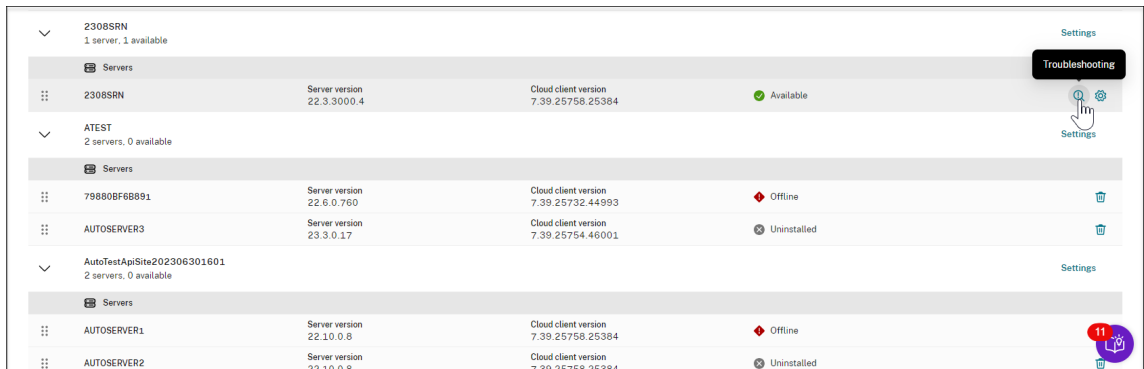 2308SRN
1 server, 1 available
Settings
Servers
Troubleshooting
2308SRN
Server version
22.3.3000.4
Cloud client version
7.39.25758.25384
Available
ATEST
2 servers, 0 available
Settings
Servers
79880BF6B891
Server version
22.6.0.760
Cloud client version
7.39.25732.44993
Offline
AUTOSERVER3
Server version
23.3.0.17
Cloud client version
7.39.25754.46001
Uninstalled
AutoTestApiSite202306301601
2 servers, 0 available
Settings
Servers
AUTOSERVER1
Server version
22.10.0.8
Cloud client version
7.39.25758.25384
Offline
11
AUTOSERVER2
Server version
22.10.0.8
Cloud client version
7.39.25758.25384
Uninstalled